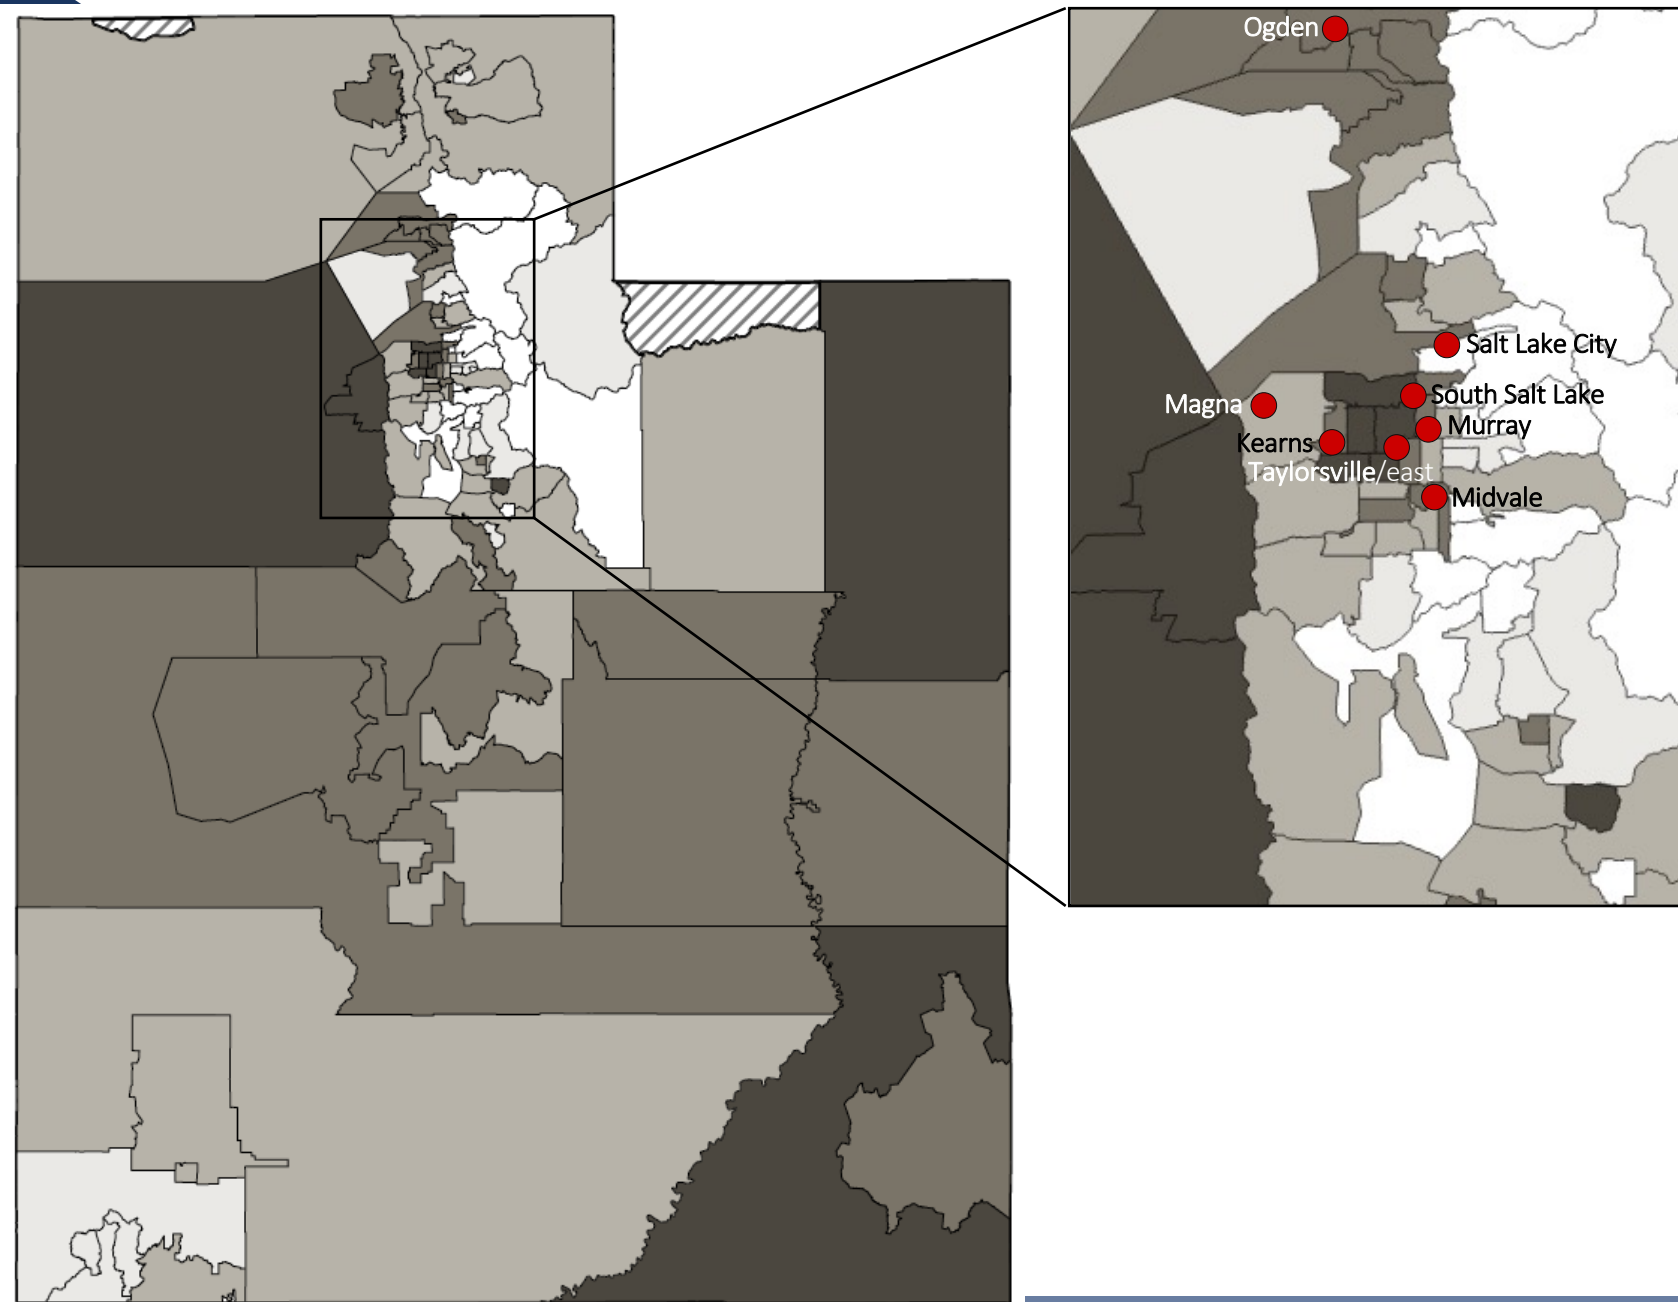 Ogden
Salt Lake City
South Salt Lake
Magna
Murray
Kearns
Taylorsville/east
Midvale